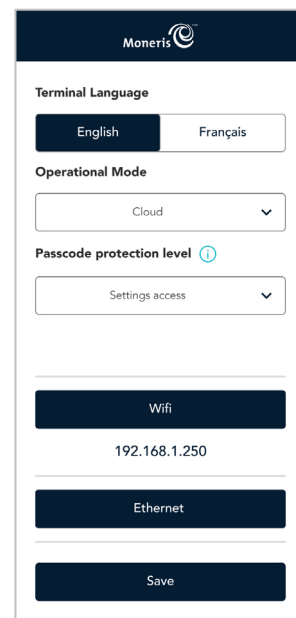 Moneris
Terminal Language
English
Français
Operational Mode
Cloud
Passcode protection level
Settings access
Wifi
192.168.1.250
Ethernet
Save